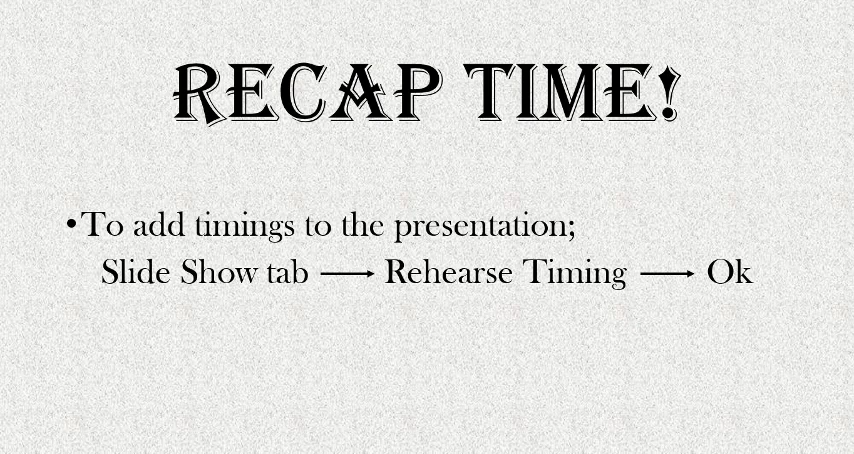 RECAP TIME!
•To add timings to the presentation;
Slide Show tab → Rehearse Timing → Ok